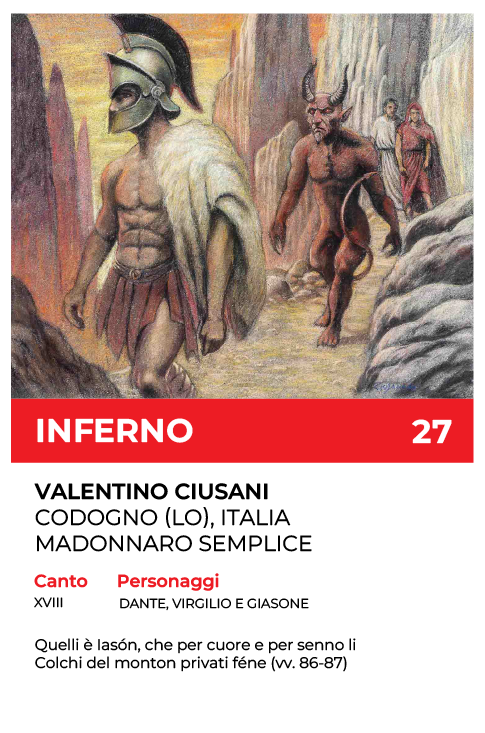 INFERNO 27
VALENTINO CIUSANI
CODOGNO (LO), ITALIA
MADONNARO SEMPLICE
Canto Personaggi
XVIII DANTE, VIRGILIO E GIASONE
Quelli è Iasón, che per cuore e per senno li
Colchi del monton privati féne (vv. 86-87)